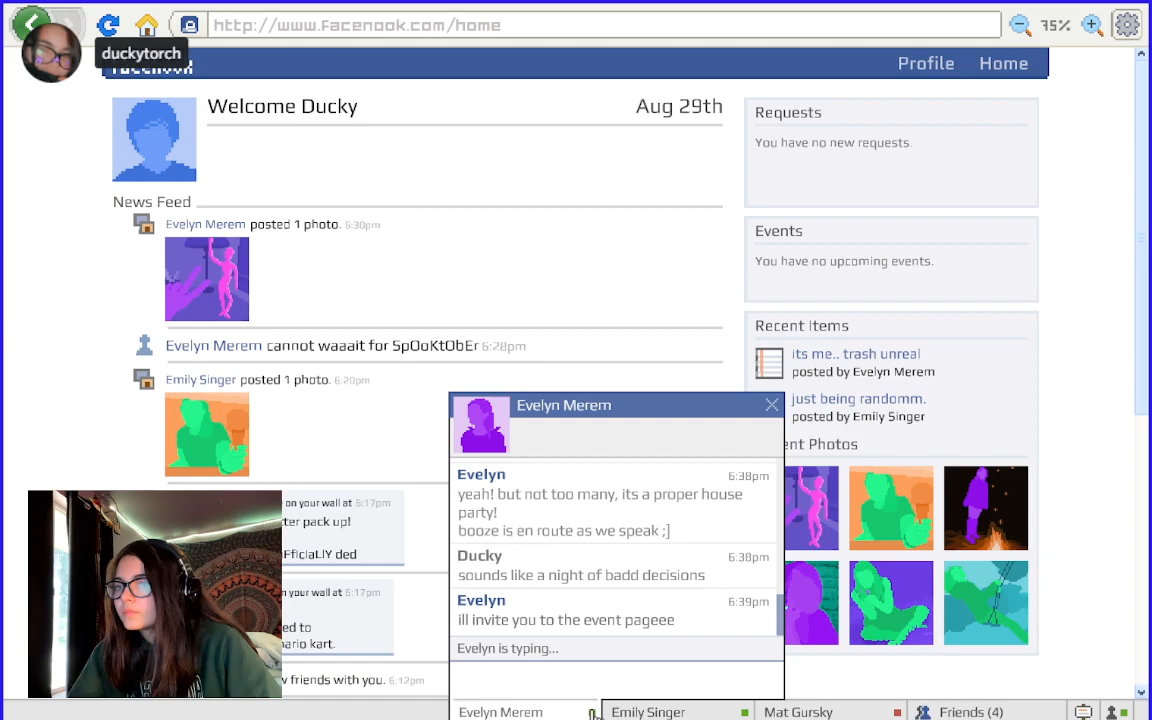 http://www.Facenook.com/home
75%
duckytorch
Profile Home
Welcome Ducky
Aug 29th
News Feed
Evelyn Merem posted 1 photo. 6:30pm
Evelyn Merem cannot waaait for SpOoKtObEr 6:28pm
Emily Singer posted 1 photo. 6:20pm
on your wall at 5:17pm
ter pack up!
FficIalLY ded
on your wall at 5:17pm
ed to
ario kart.
w friends with you. 6:12pm
Requests
You have no new requests.
Events
You have no upcoming events.
Recent Items
its me.. trash unreal
posted by Evelyn Merem
just being randomm.
posted by Emily Singer
ent Photos
Evelyn Merem
Evelyn 6:38pm
yeah! but not too many, its a proper house
party!
booze is en route as we speak ;]
Ducky 6:38pm
sounds like a night of badd decisions
Evelyn 6:39pm
ill invite you to the event pageee
Evelyn is typing...
Evelyn Merem
Emily Singer
Mat Gursky
Friends (4)